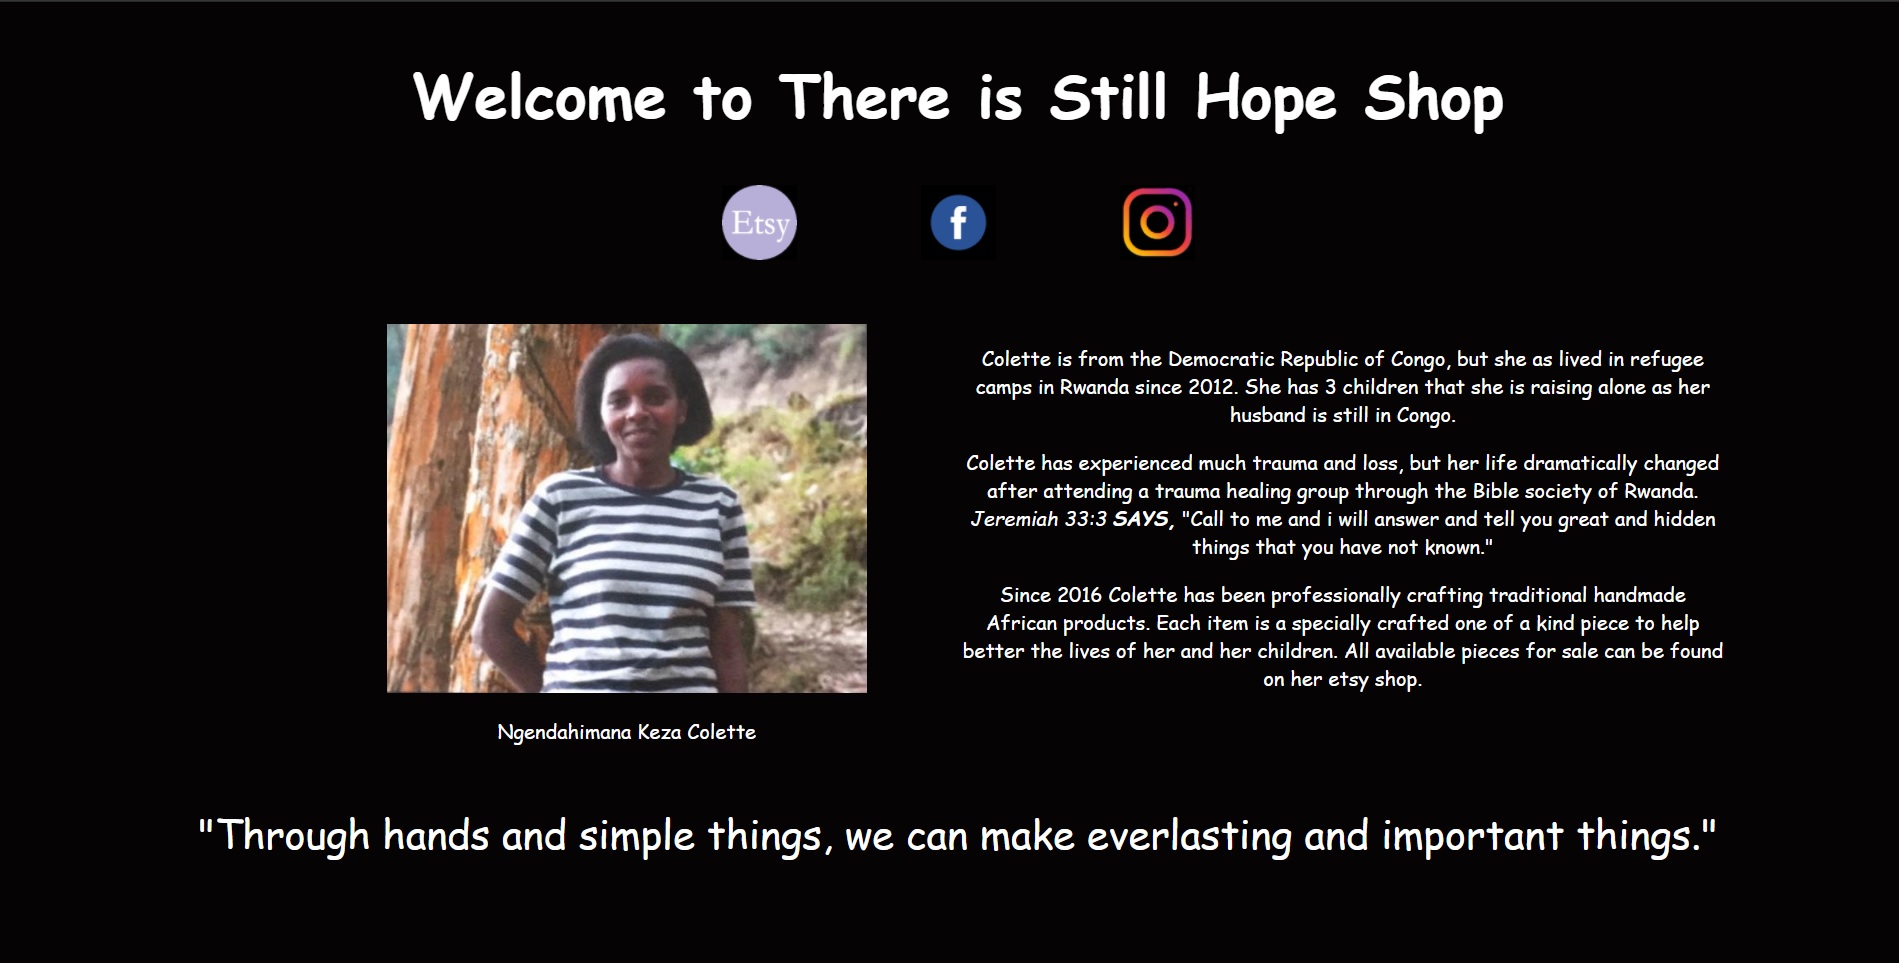 Welcome to There is Still Hope Shop
Etsy
f
Colette is from the Democratic Republic of Congo, but she as lived in refugee
camps in Rwanda since 2012. She has 3 children that she is raising alone as her
husband is still in Congo.
Colette has experienced much trauma and loss, but her life dramatically changed
after attending a trauma healing group through the Bible society of Rwanda.
Jeremiah 33:3 SAYS, "Call to me and i will answer and tell you great and hidden
things that you have not known."
Since 2016 Colette has been professionally crafting traditional handmade
African products. Each item is a specially crafted one of a kind piece to help
better the lives of her and her children. All available pieces for sale can be found
on her etsy shop.
Ngendahimana Keza Colette
"Through hands and simple things, we can make everlasting and important things."